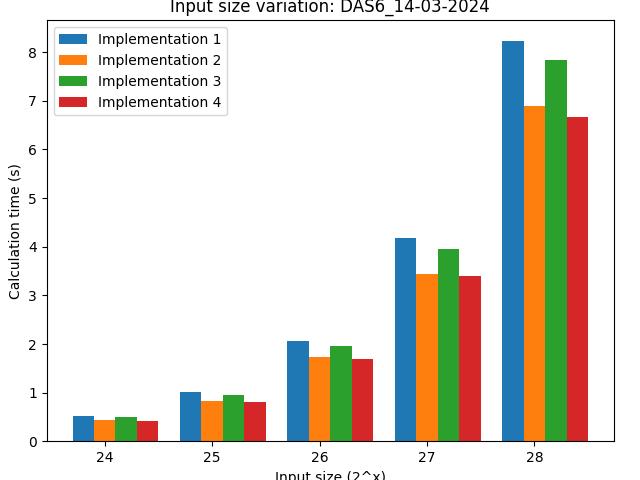 Input size variation: DAS6_14-03-2024
Implementation 1
Implementation 2
Implementation 3
Implementation 4
Calculation time (s)
8
7
6
5
4
3
2
1
0
24 25 26 27 28
Input size (2^x)